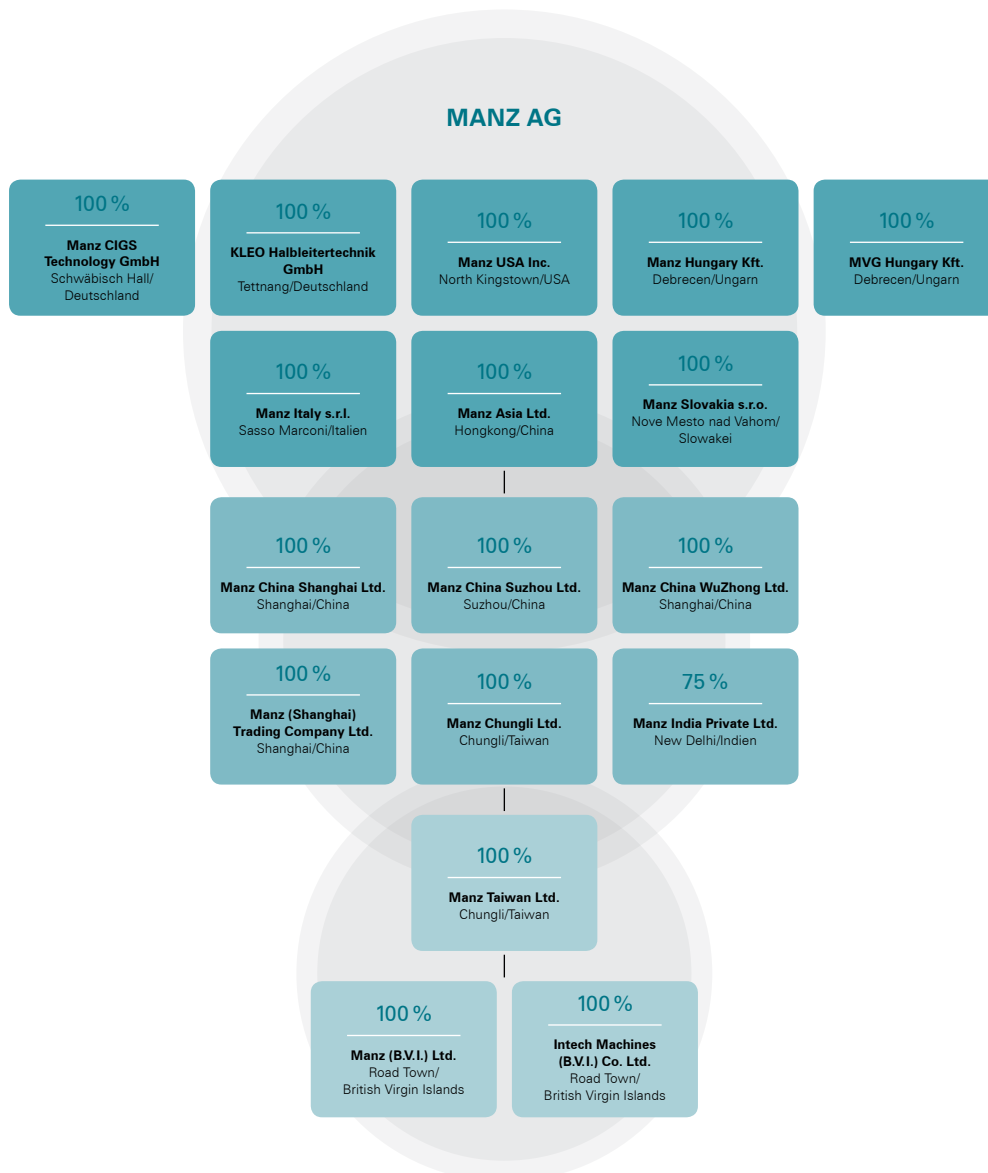 MANZ AG
100 %
Manz CIGS
Technology GmbH
Schwäbisch Hall/
Deutschland
100 %
KLEO Halbleitertechnik
GmbH
Tettnang/Deutschland
100 %
Manz USA Inc.
North Kingstown/USA
100 %
Manz Hungary Kft.
Debrecen/Ungarn
100 %
MVG Hungary Kft.
Debrecen/Ungarn
100 %
Manz Italy s.r.l.
Sasso Marconi/Italien
100 %
Manz Asia Ltd.
Hongkong/China
100 %
Manz Slovakia s.r.o.
Nove Mesto nad Vahom/
Slowakei
100 %
Manz China Shanghai Ltd.
Shanghai/China
100 %
Manz China Suzhou Ltd.
Suzhou/China
100 %
Manz China WuZhong Ltd.
Shanghai/China
100 %
Manz (Shanghai)
Trading Company Ltd.
Shanghai/China
100 %
Manz Chungli Ltd.
Chungli/Taiwan
75 %
Manz India Private Ltd.
New Delhi/Indien
100 %
Manz Taiwan Ltd.
Chungli/Taiwan
100 %
Manz (B.V.I.) Ltd.
Road Town/
British Virgin Islands
100 %
Intech Machines
(B.V.I.) Co. Ltd.
Road Town/
British Virgin Islands